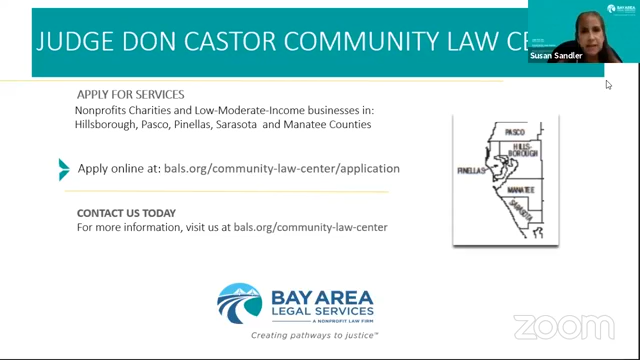 JUDGE DON CASTOR COMMUNITY LAW CE
Susan Sandler
APPLY FOR SERVICES
Nonprofits Charities and Low-Moderate-Income businesses in:
Hillsborough, Pasco, Pinellas, Sarasota and Manatee Counties
Apply online at: bals.org/community-law-center/application
CONTACT US TODAY
For more information, visit us at bals.org/community-law-center
PASCO
HILLS-
BOROUGH
PINELLAS
MANATEE
SARASOTA
BAY AREA
LEGAL SERVICES
A NONPROFIT LAW FIRM
Creating pathways to justice™
zoom